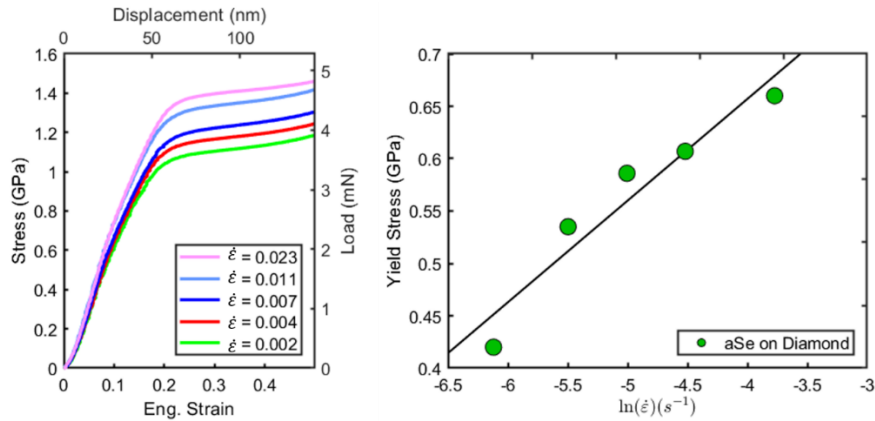 Displacement (nm)
0 50 100
1.6
1.4
1.2
1
0.8
0.6
0.4
0.2
0
Stress (GPa)
5
4
3
2
1
0
Load (mN)
ε̇ = 0.023
ε̇ = 0.011
ε̇ = 0.007
ε̇ = 0.004
ε̇ = 0.002
0 0.1 0.2 0.3 0.4
Eng. Strain
0.7
0.65
0.6
0.55
0.5
0.45
0.4
Yield Stress (GPa)
aSe on Diamond
-6.5 -6 -5.5 -5 -4.5 -4 -3.5 -3
ln(ε̇)(s⁻¹)